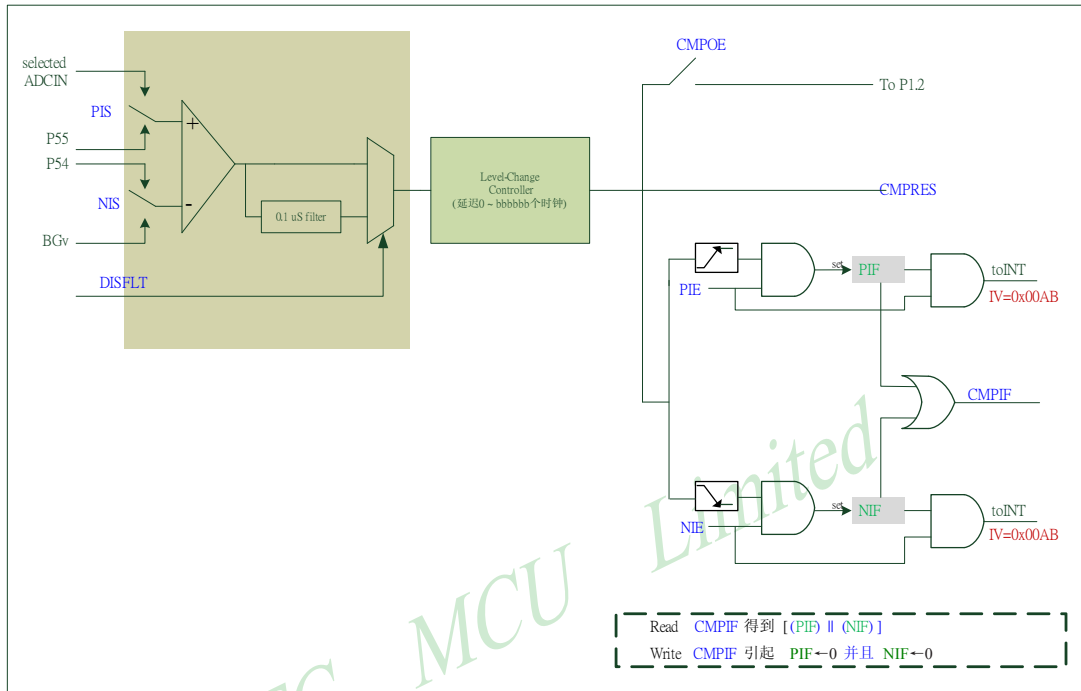 CMPOE
selected
ADCIN
To P1.2
PIS
+
P55
P54
Level-Change
Controller
(延迟0 ~ bbbbbb个时钟)
CMPRES
NIS
-
0.1 uS filter
BGv
DISFLT
set
PIF
toINT
PIE
IV=0x00AB
CMPIF
set
NIF
toINT
NIE
IV=0x00AB
MCU Limited
Read CMPIF 得到 [(PIF) || (NIF)]
Write CMPIF 引起 PIF←0 并且 NIF←0